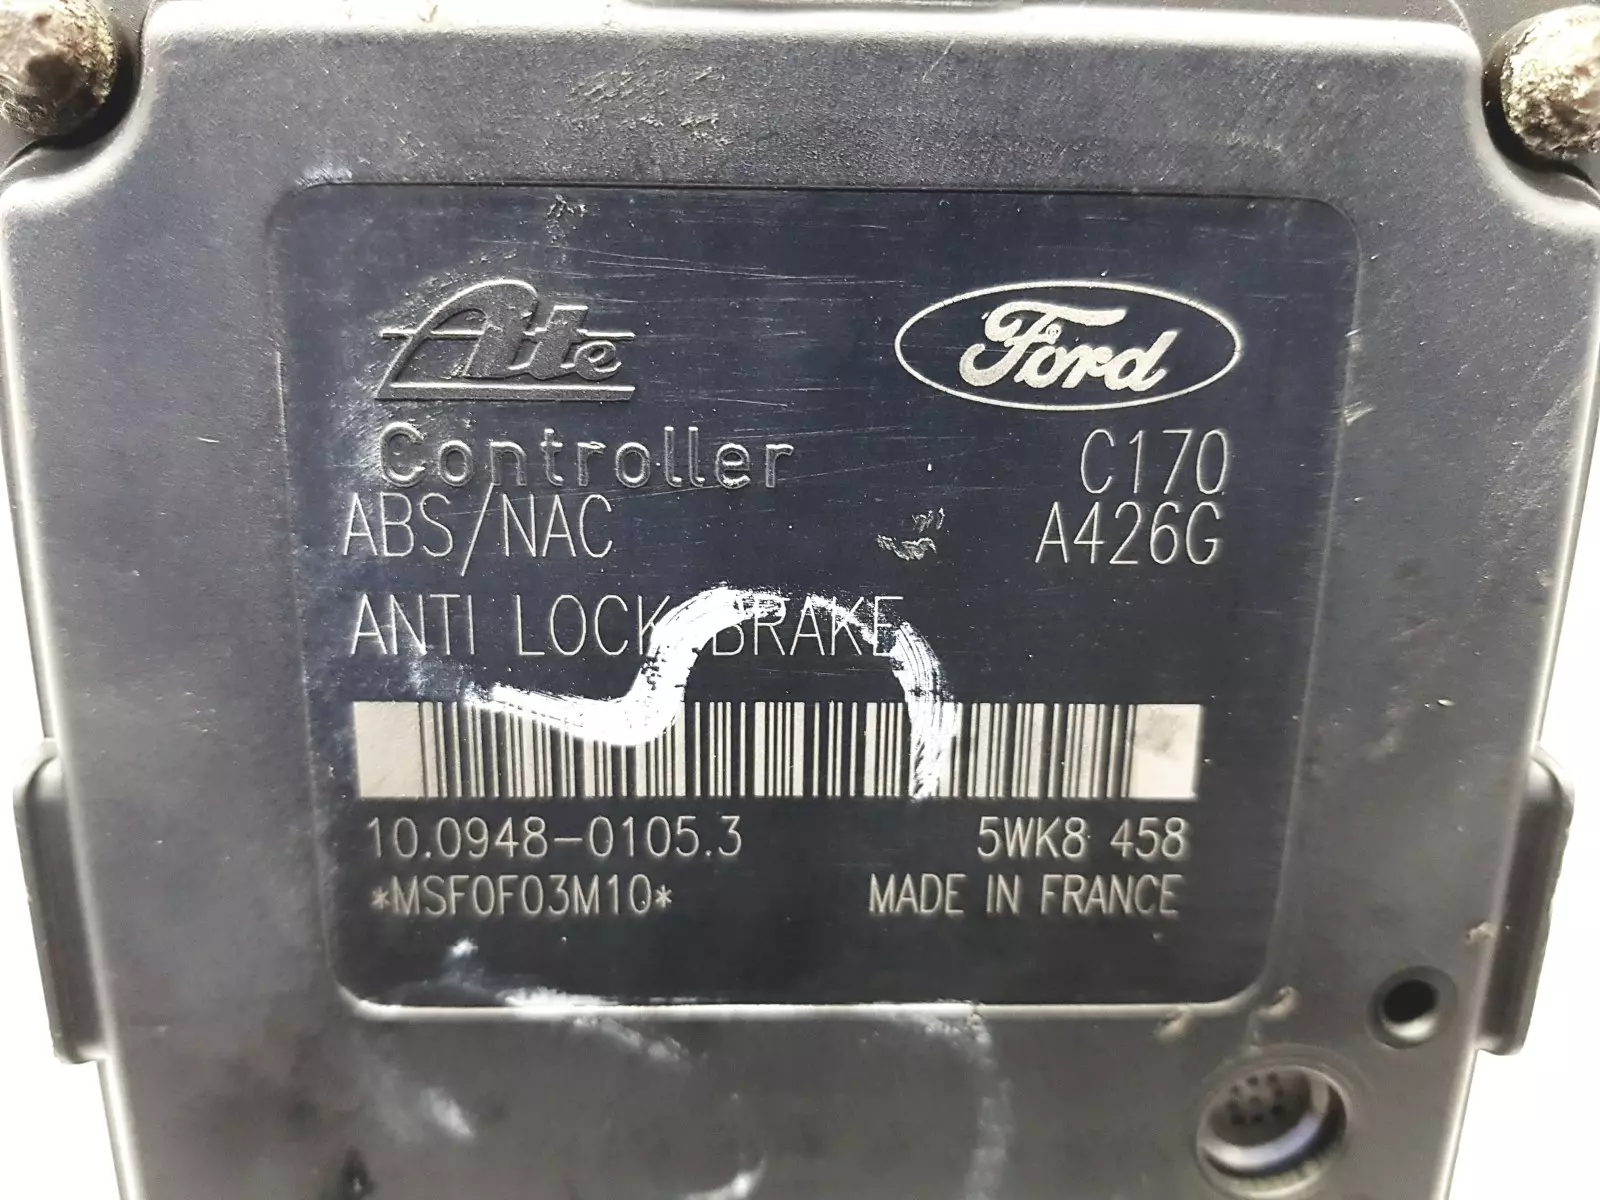 Ate
Ford
Controller
C170
ABS/NAC
A426G
ANTI LOCK BRAKE
10.0948-0105.3
5WK8 458
*MSF0F03M10*
MADE IN FRANCE